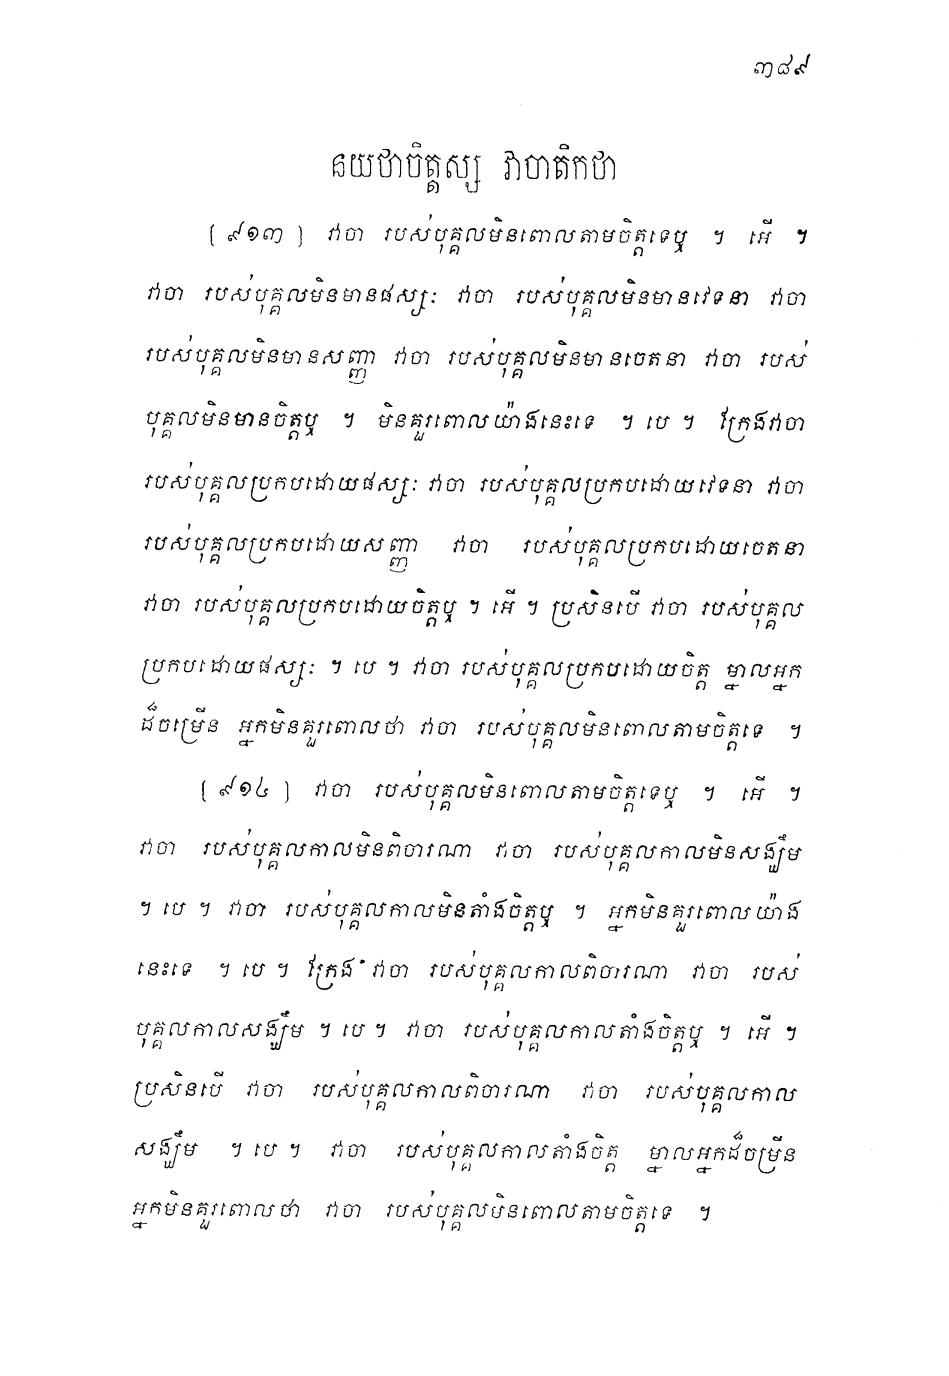 ៣៨៩
នយថាចិត្តស្ស វាចាតិកថា
[ ៩១៣ ] វាចា របស់បុគ្គលមិនពោលតាមចិត្តទេឬ ។ អើ ។
វាចា របស់បុគ្គលមិនមានផស្សៈ វាចា របស់បុគ្គលមិនមានវេទនា វាចា
របស់បុគ្គលមិនមានសញ្ញា វាចា របស់បុគ្គលមិនមានចេតនា វាចា របស់
បុគ្គលមិនមានចិត្តឬ ។ មិនគួរពោលយ៉ាងនេះទេ ។ បេ ។ ក្រែងវាចា
របស់បុគ្គលប្រកបដោយផស្សៈ វាចា របស់បុគ្គលប្រកបដោយវេទនា វាចា
របស់បុគ្គលប្រកបដោយសញ្ញា វាចា របស់បុគ្គលប្រកបដោយចេតនា
វាចា របស់បុគ្គលប្រកបដោយចិត្តឬ ។ អើ ។ ប្រសិនបើ វាចា របស់បុគ្គល
ប្រកបដោយផស្សៈ ។ បេ ។ វាចា របស់បុគ្គលប្រកបដោយចិត្ត ម្នាលអ្នក
ដ៏ចម្រើន អ្នកមិនគួរពោលថា វាចា របស់បុគ្គលមិនពោលតាមចិត្តទេ ។
[ ៩១៤ ] វាចា របស់បុគ្គលមិនពោលតាមចិត្តទេឬ ។ អើ ។
វាចា របស់បុគ្គលកាលមិនពិចារណា វាចា របស់បុគ្គលកាលមិនសង្ឃឹម
។ បេ ។ វាចា របស់បុគ្គលកាលមិនតាំងចិត្តឬ ។ អ្នកមិនគួរពោលយ៉ាង
នេះទេ ។ បេ ។ ក្រែង វាចា របស់បុគ្គលកាលពិចារណា វាចា របស់
បុគ្គលកាលសង្ឃឹម ។ បេ ។ វាចា របស់បុគ្គលកាលតាំងចិត្តឬ ។ អើ ។
ប្រសិនបើ វាចា របស់បុគ្គលកាលពិចារណា វាចា របស់បុគ្គលកាល
សង្ឃឹម ។ បេ ។ វាចា របស់បុគ្គលកាលតាំងចិត្ត ម្នាលអ្នកដ៏ចម្រើន
អ្នកមិនគួរពោលថា វាចា របស់បុគ្គលមិនពោលតាមចិត្តទេ ។